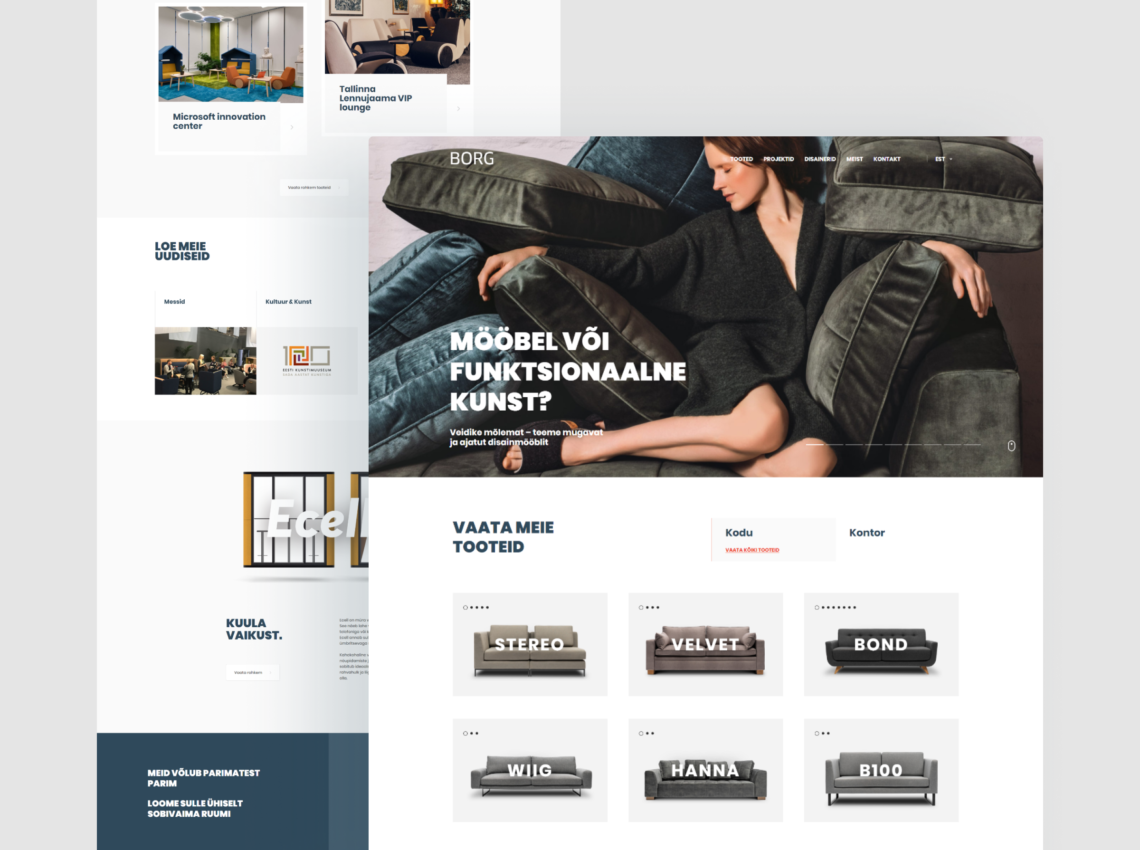 Microsoft innovation
center
Tallinna
Lennujaama VIP
lounge
Vaata rohkem tooteid
LOE MEIE
UUDISEID
Messid
Kultuur & Kunst
EESTI KUNSTIMUUSEUM
Ecell
KUULA
VAIKUST.
Vaata rohkem
MEID VÕLUB PARIMATEST
PARIM
LOOME SULLE ÜHISELT
SOBIVAIMA RUUMI
BORG
TOOTED PROJEKTID DISAINERID MEIST KONTAKT EST
MÖÖBEL VÕI
FUNKTSIONAALNE
KUNST?
Veidike mõlemat – teeme mugavat
ja ajatut disainmööblit
VAATA MEIE
TOOTEID
Kodu
VAATA KÕIKI TOOTEID
Kontor
STEREO
VELVET
BOND
WIIG
HANNA
B100